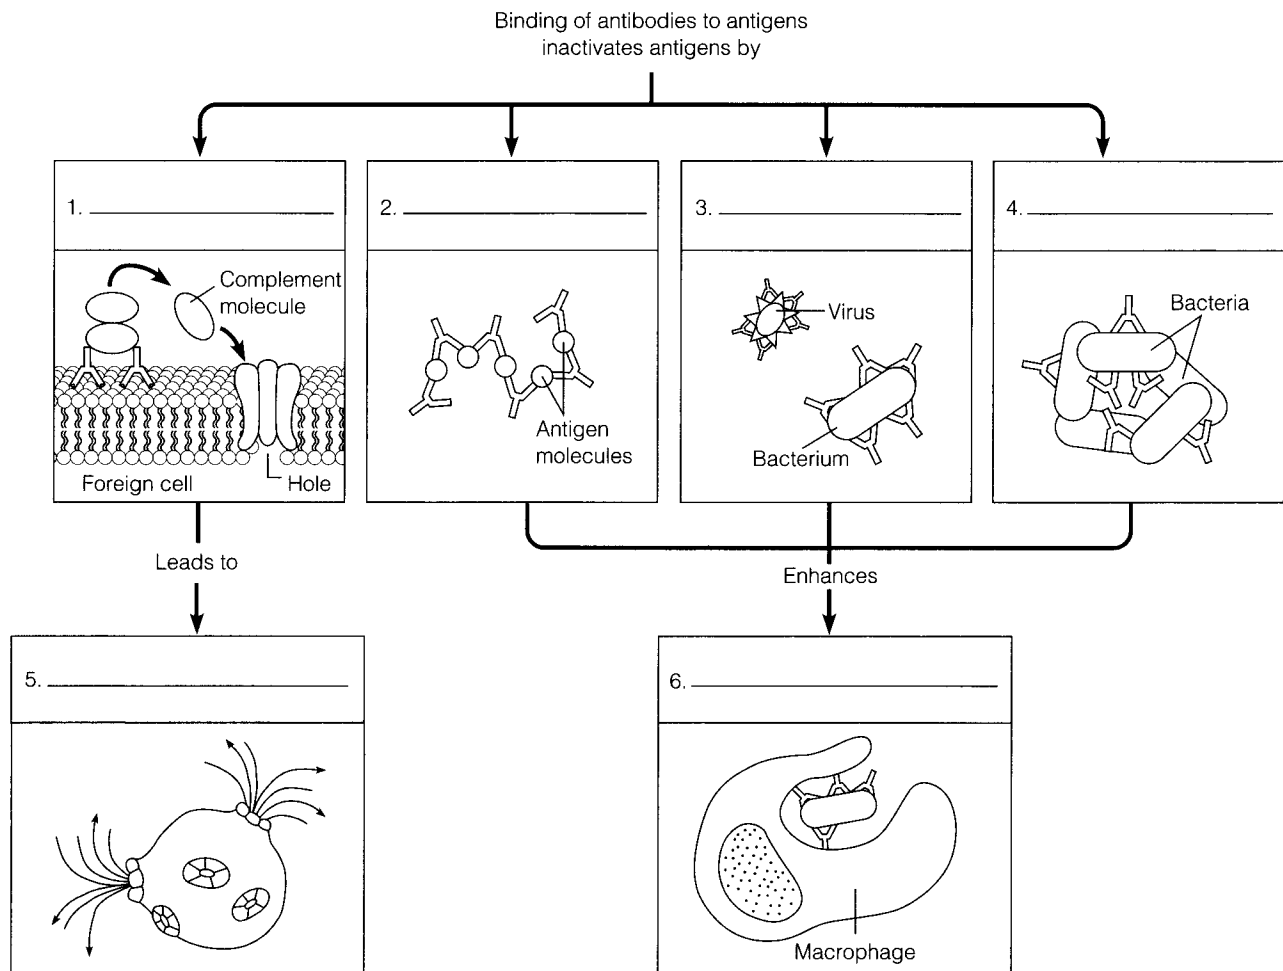 Binding of antibodies to antigens
inactivates antigens by
1.
2.
3.
4.
Complement
molecule
Foreign cell
Hole
Antigen
molecules
Virus
Bacterium
Bacteria
Leads to
Enhances
5.
6.
Macrophage